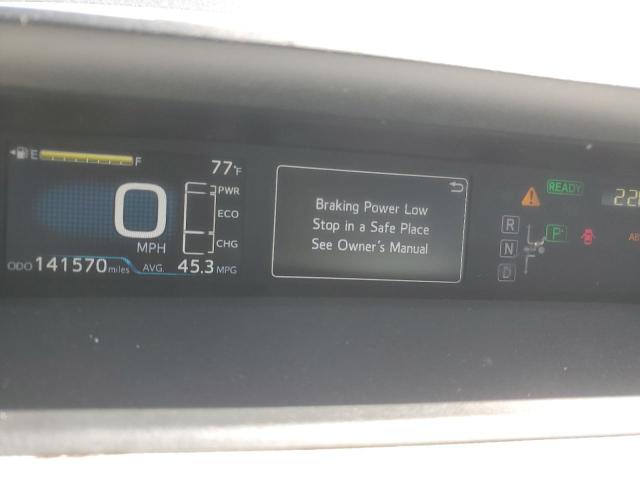 E F
77°F
PWR
ECO
CHG
0
MPH
ODO 141570 miles
AVG. 45.3 MPG
Braking Power Low
Stop in a Safe Place
See Owner's Manual
READY
R
P
N
D